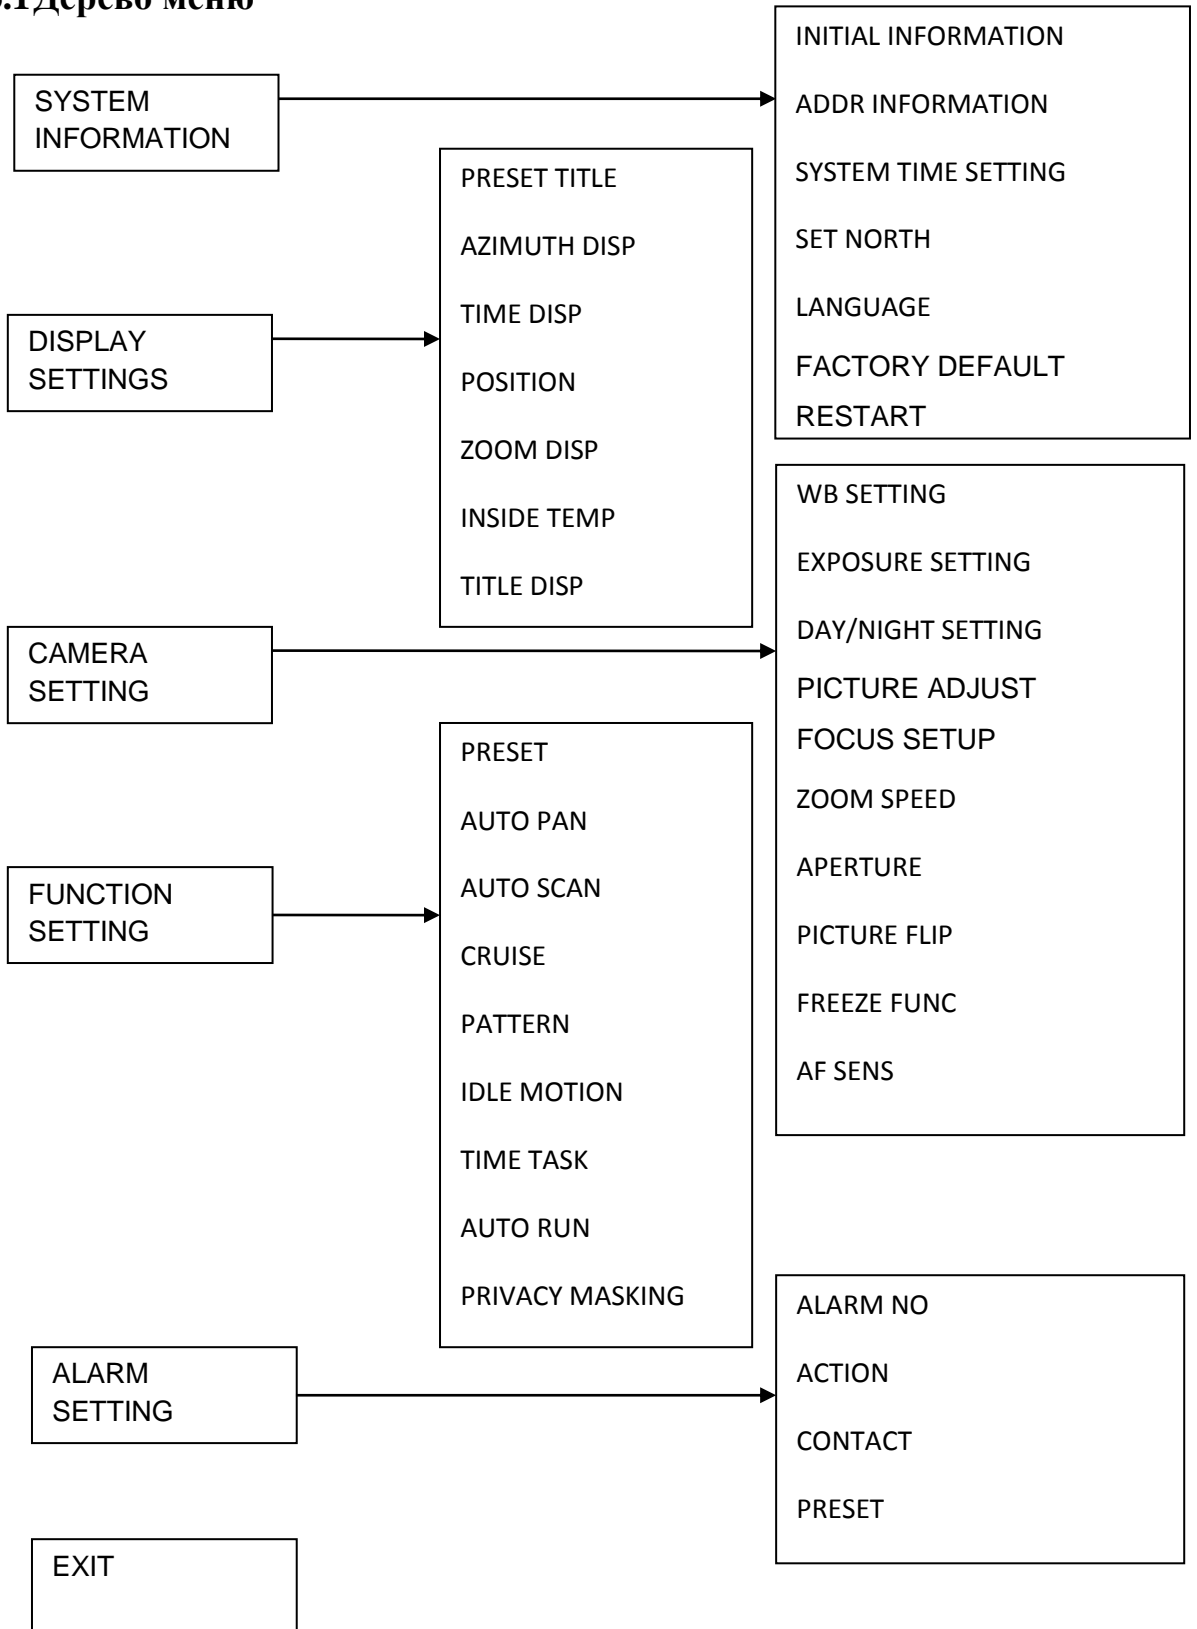 .1Дерево меню
SYSTEM
INFORMATION
INITIAL INFORMATION
ADDR INFORMATION
SYSTEM TIME SETTING
SET NORTH
LANGUAGE
FACTORY DEFAULT
RESTART
DISPLAY
SETTINGS
PRESET TITLE
AZIMUTH DISP
TIME DISP
POSITION
ZOOM DISP
INSIDE TEMP
TITLE DISP
CAMERA
SETTING
WB SETTING
EXPOSURE SETTING
DAY/NIGHT SETTING
PICTURE ADJUST
FOCUS SETUP
ZOOM SPEED
APERTURE
PICTURE FLIP
FREEZE FUNC
AF SENS
FUNCTION
SETTING
PRESET
AUTO PAN
AUTO SCAN
CRUISE
PATTERN
IDLE MOTION
TIME TASK
AUTO RUN
PRIVACY MASKING
ALARM
SETTING
ALARM NO
ACTION
CONTACT
PRESET
EXIT